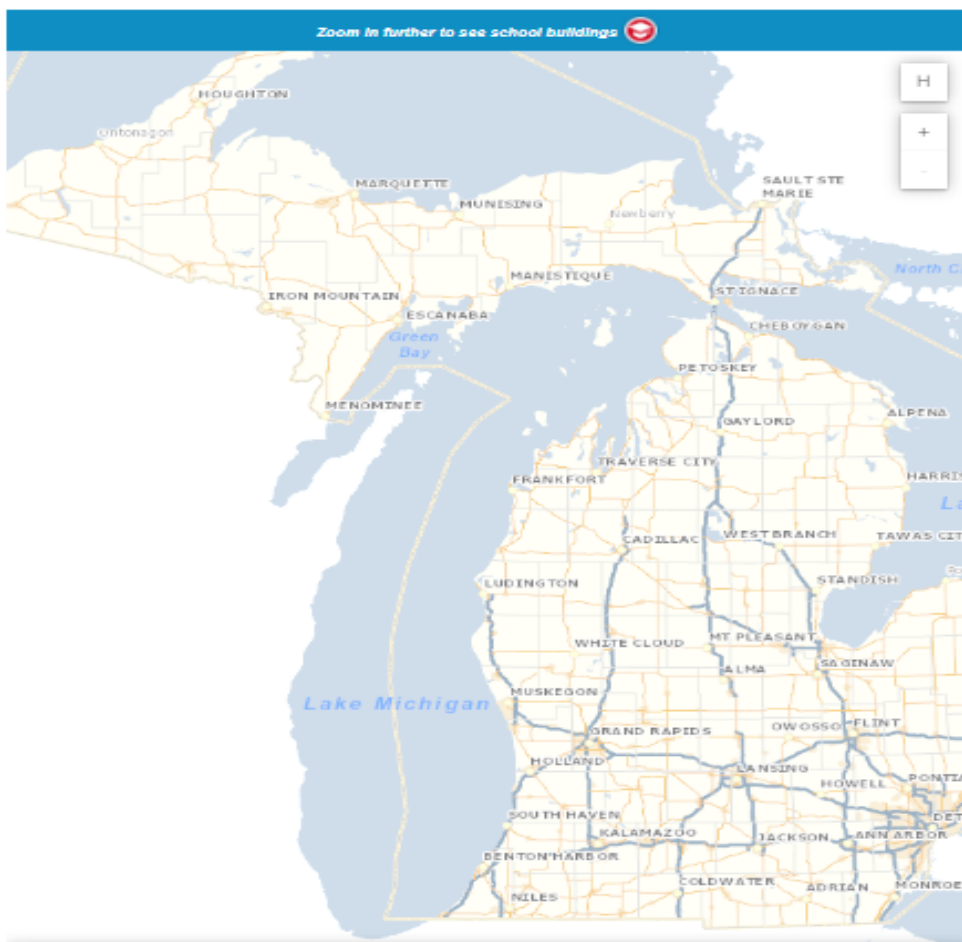 Zoom in further to see school buildings
H
HOUGHTON
+
Ontonagon
-
SAULT STE
MARIE
MARQUETTE
MUNISING
Newberry
North C
MANISTIQUE
IRON MOUNTAIN
ST IGNACE
ESCANABA
CHEBOYGAN
Green
Bay
PETOSKEY
MENOMINEE
ALPENA
GAYLORD
TRAVERSE CITY
FRANKFORT
HARRIS
La
WEST BRANCH
TAWAS CIT
CADILLAC
STANDISH
LUDINGTON
MT PLEASANT
WHITE CLOUD
SAGINAW
ALMA
MUSKEGON
Lake Michigan
OWOSSO
FLINT
GRAND RAPIDS
HOLLAND
LANSING
PONTIA
HOWELL
SOUTH HAVEN
DET
KALAMAZOO
JACKSON
ANN ARBOR
BENTON HARBOR
COLDWATER
ADRIAN
MONROE
NILES